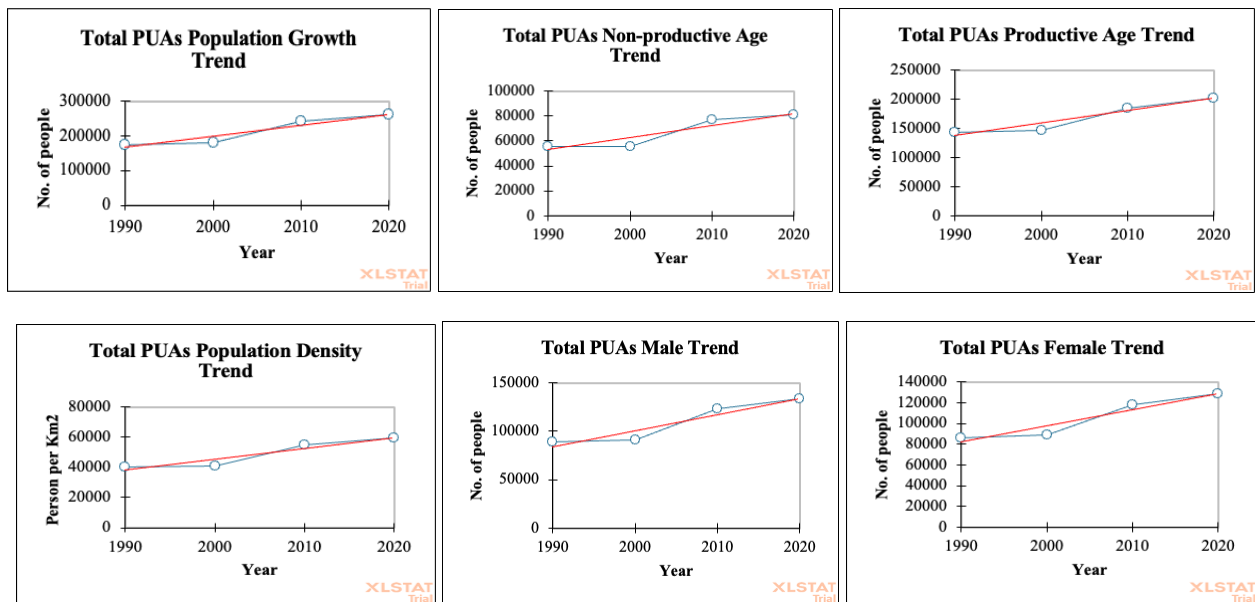 Total PUAs Population Growth
Trend
No. of people
300000
200000
100000
0
1990 2000 2010 2020
Year
XLSTAT
Trial
Total PUAs Non-productive Age
Trend
No. of people
100000
80000
60000
40000
20000
0
1990 2000 2010 2020
Year
XLSTAT
Trial
Total PUAs Productive Age Trend
No. of people
250000
200000
150000
100000
50000
0
1990 2000 2010 2020
Year
XLSTAT
Trial
Total PUAs Population Density
Trend
Person per Km2
80000
60000
40000
20000
0
1990 2000 2010 2020
Year
XLSTAT
Trial
Total PUAs Male Trend
No. of people
150000
100000
50000
0
1990 2000 2010 2020
Year
XLSTAT
Trial
Total PUAs Female Trend
No. of people
140000
120000
100000
80000
60000
40000
20000
0
1990 2000 2010 2020
Year
XLSTAT
Trial